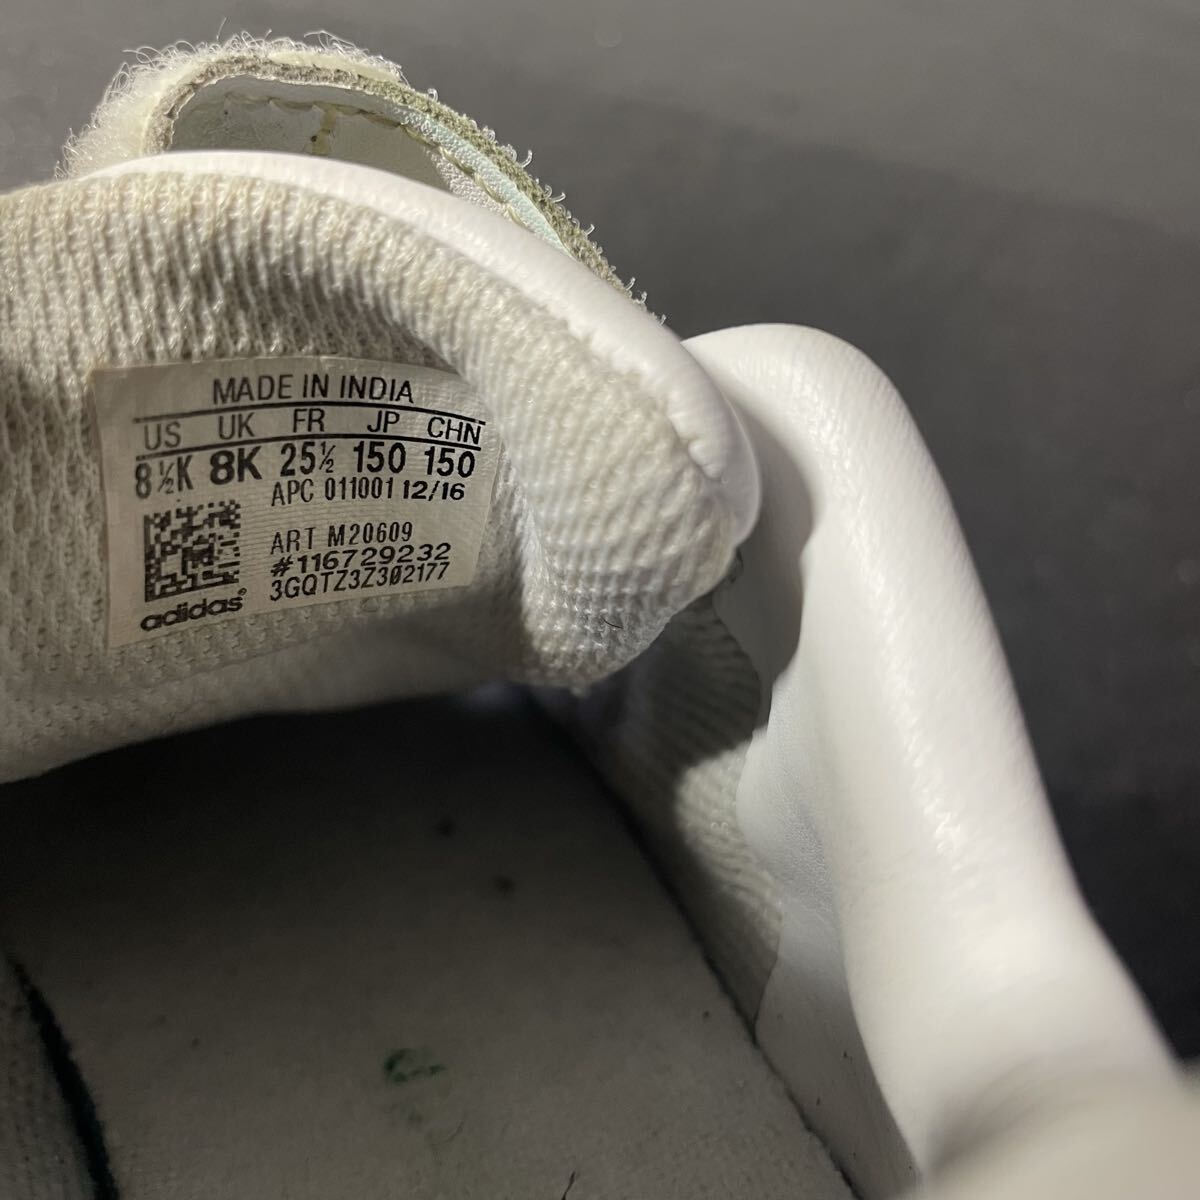 MADE IN INDIA
US UK FR JP CHN
8½K 8K 25½ 150 150
APC 011001 12/16
ART M20609
#116729232
3GQTZ3Z302177
adidas®